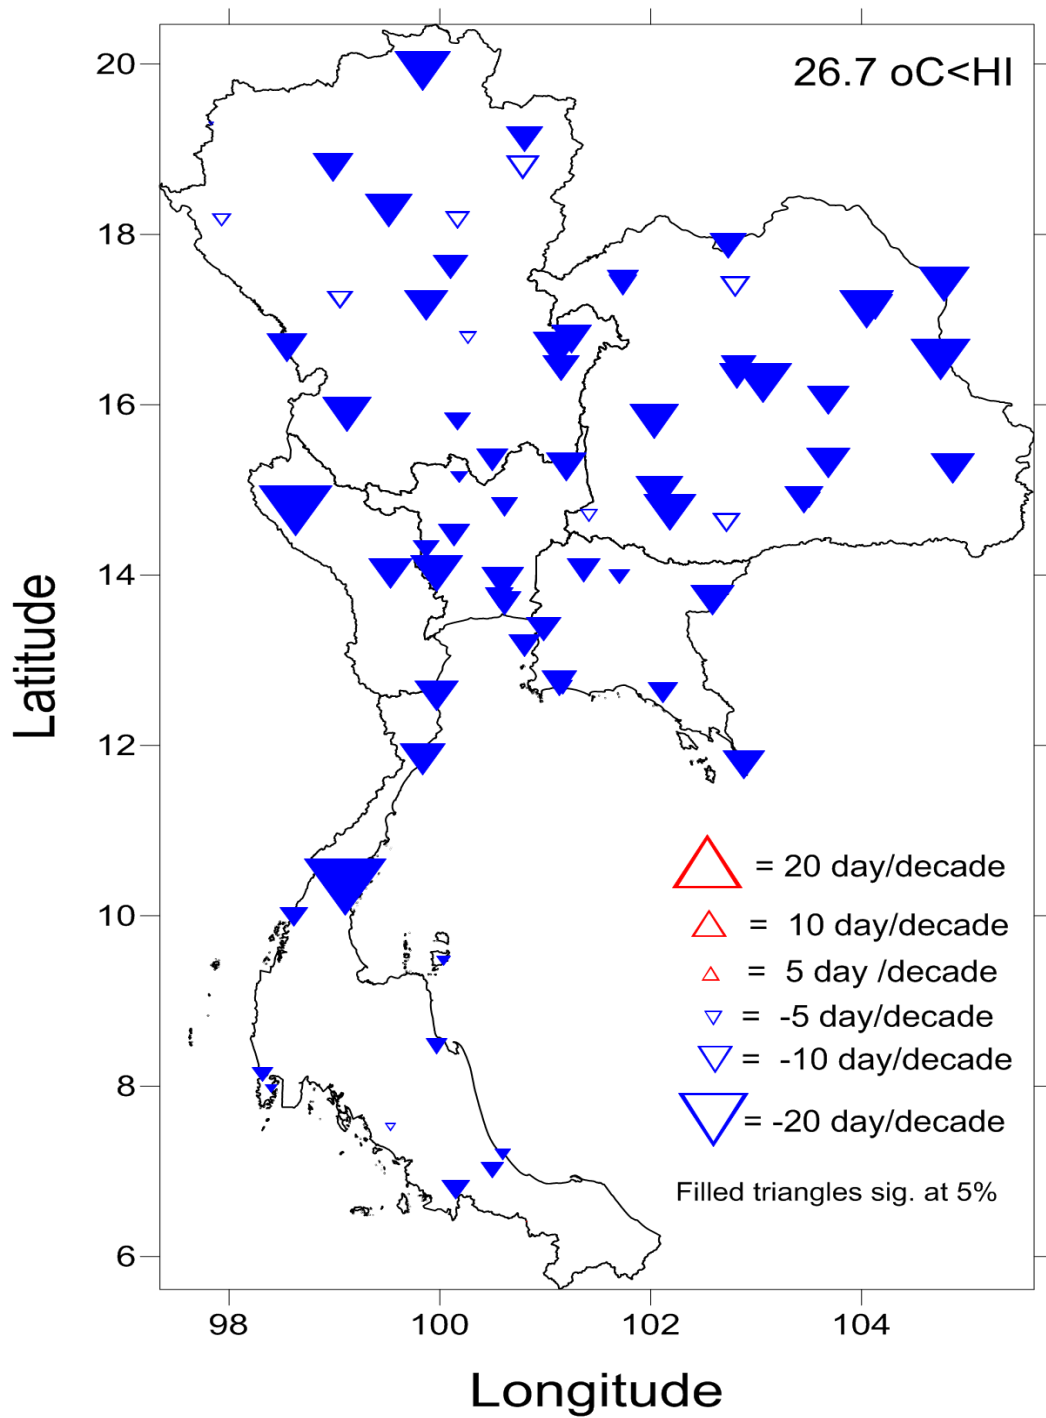 26.7 oC<HI
20
18
16
14
12
10
8
6
Latitude
= 20 day/decade
= 10 day/decade
= 5 day /decade
= -5 day/decade
= -10 day/decade
= -20 day/decade
Filled triangles sig. at 5%
98 100 102 104
Longitude